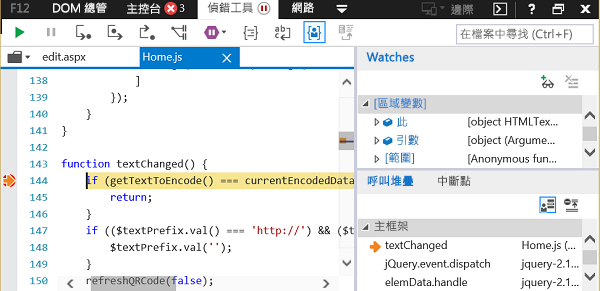 F12 DOM 總管 主控台 3 偵錯工具 網路 邊際
在檔案中尋找 (Ctrl+F)
edit.aspx Home.js X
138 ]
139 });
140 }
141 }
142
143 function textChanged() {
144 if (getTextToEncode() === currentEncodedData
145 return;
146 }
147 if (($textPrefix.val() === 'http://') && ($t
148 $textPrefix.val('');
149 }
150 refreshQRCode(false);
Watches
[區域變數]
此 [object HTMLTex...
引數 [object (Argume...
[範圍] [Anonymous fun...
呼叫堆疊 中斷點
主框架
textChanged Home.js (...
jQuery.event.dispatch jquery-2.1...
elemData.handle jquery-2.1...